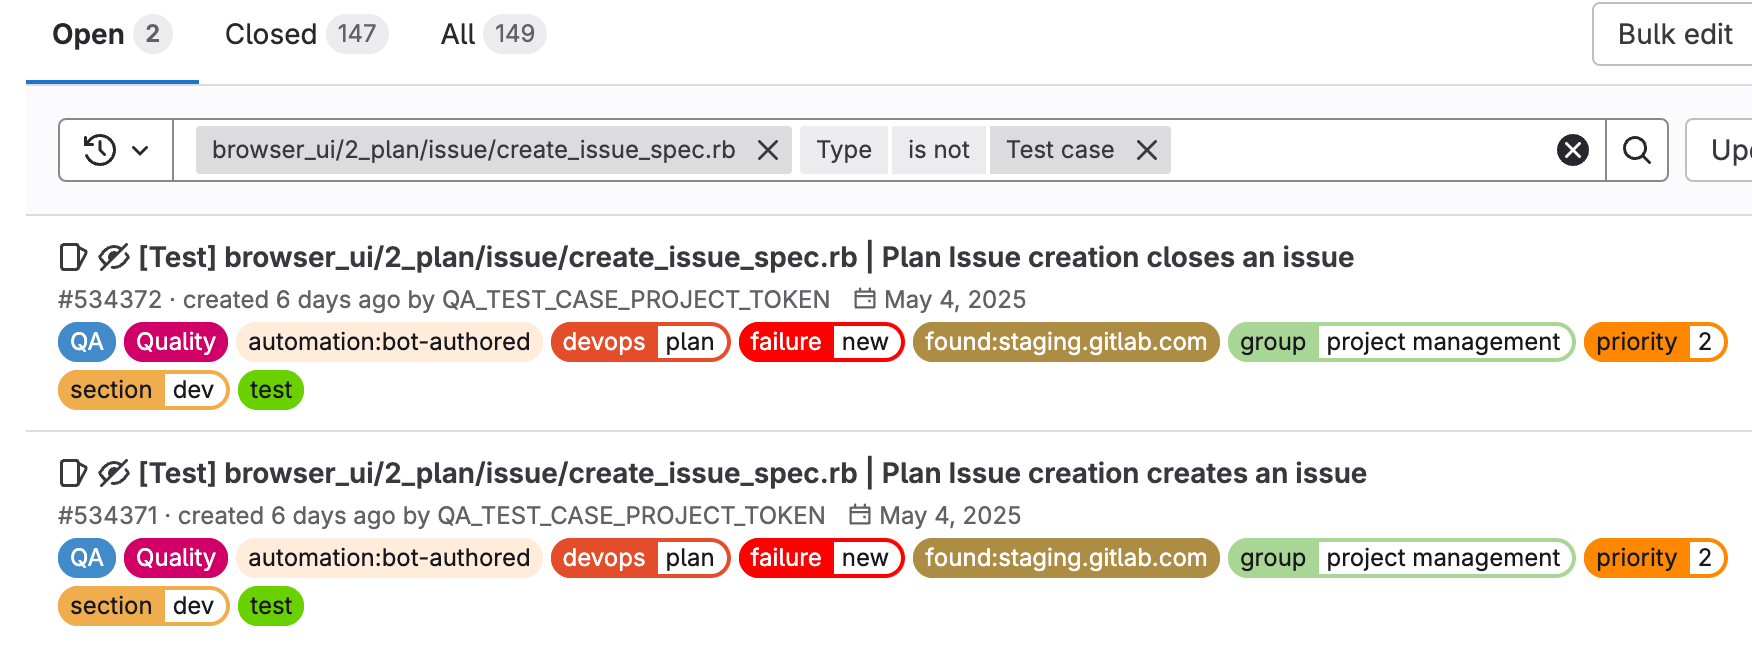 Open 2 Closed 147 All 149 Bulk edit
browser_ui/2_plan/issue/create_issue_spec.rb Type is not Test case
[Test] browser_ui/2_plan/issue/create_issue_spec.rb | Plan Issue creation closes an issue
#534372 · created 6 days ago by QA_TEST_CASE_PROJECT_TOKEN May 4, 2025
QA Quality automation:bot-authored devops plan failure new found:staging.gitlab.com group project management priority 2
section dev test
[Test] browser_ui/2_plan/issue/create_issue_spec.rb | Plan Issue creation creates an issue
#534371 · created 6 days ago by QA_TEST_CASE_PROJECT_TOKEN May 4, 2025
QA Quality automation:bot-authored devops plan failure new found:staging.gitlab.com group project management priority 2
section dev test